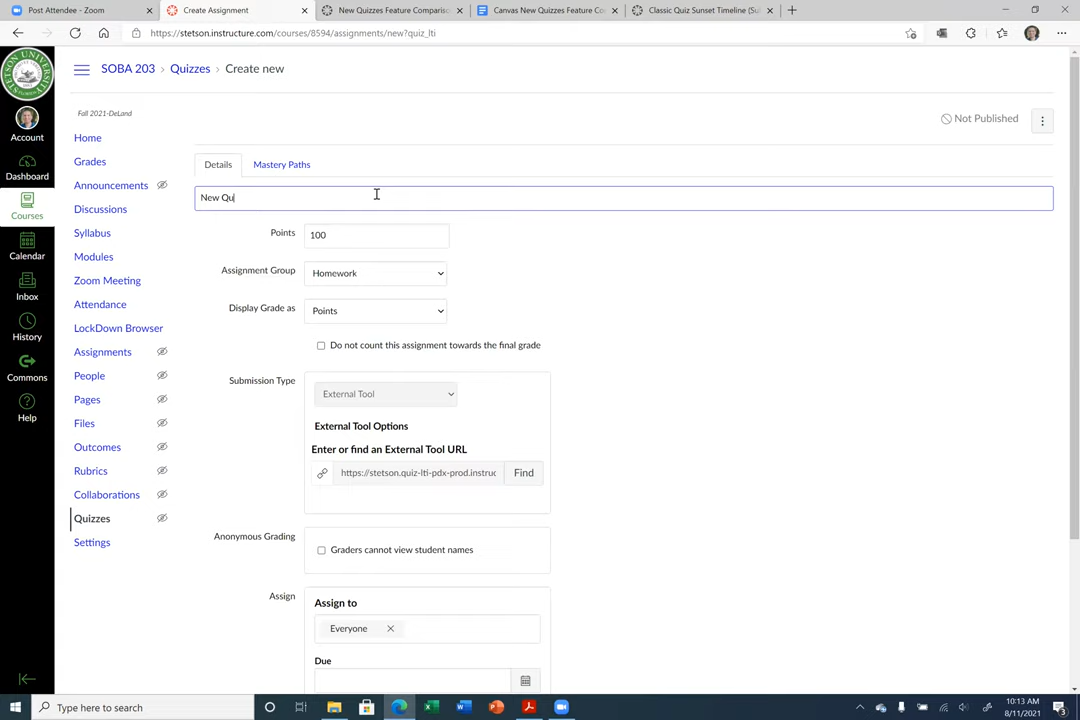 Post Attendee - Zoom
Create Assignment
New Quizzes Feature Comparis
Canvas New Quizzes Feature Co
Classic Quiz Sunset Timeline (Su
https://stetson.instructure.com/courses/8594/assignments/new?quiz_lti
SOBA 203 › Quizzes › Create new
Fall 2021-DeLand
Not Published
Account
Dashboard
Courses
Calendar
Inbox
History
Commons
Help
Home
Grades
Announcements
Discussions
Syllabus
Modules
Zoom Meeting
Attendance
LockDown Browser
Assignments
People
Pages
Files
Outcomes
Rubrics
Collaborations
Quizzes
Settings
Details
Mastery Paths
New Qu
Points
100
Assignment Group
Homework
Display Grade as
Points
Do not count this assignment towards the final grade
Submission Type
External Tool
External Tool Options
Enter or find an External Tool URL
https://stetson.quiz-lti-pdx-prod.instruc
Find
Anonymous Grading
Graders cannot view student names
Assign
Assign to
Everyone
Due
Type here to search
10:13 AM
8/11/2021